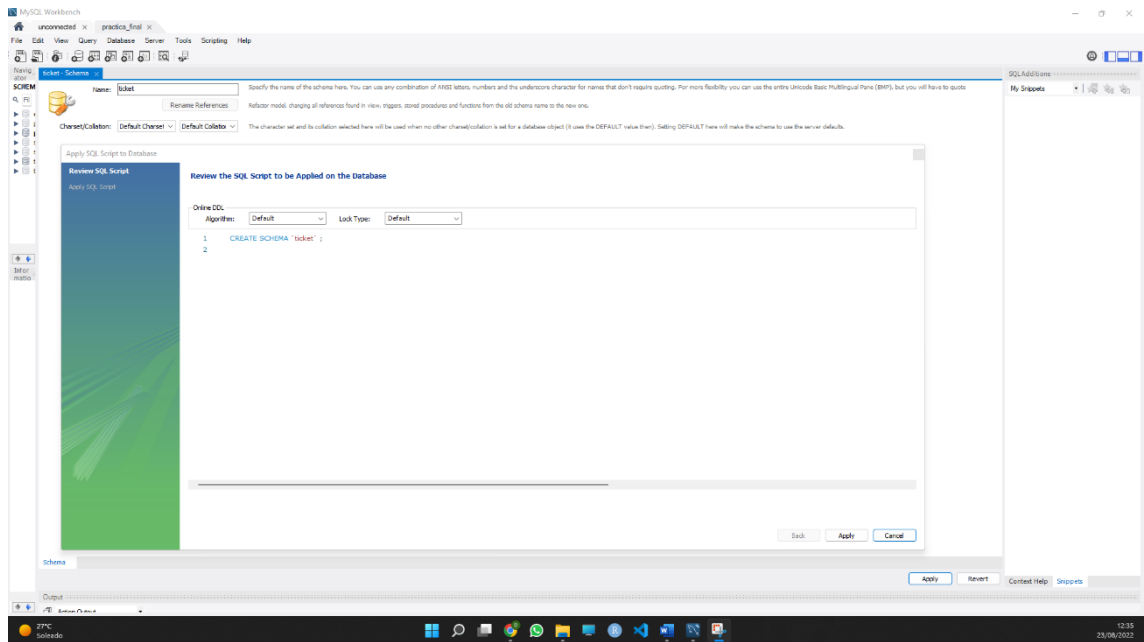 MySQL Workbench
unconnected × practica_final ×
File Edit View Query Database Server Tools Scripting Help
Navig
ator
ticket - Schema ×
SQLAdditions
SCHEM
Name: ticket
Specify the name of the schema here. You can use any combination of ANSI letters, numbers and the underscore character for names that don't require quoting. For more flexibility you can use the entire Unicode Basic Multilingual Pane (BMP), but you will have to quote
My Snippets
Rename References
Refactor model, changing all references found in view, triggers, stored procedures and functions from the old schema name to the new one.
Charset/Collation: Default Charset Default Collatio
The character set and its collation selected here will be used when no other charset/collation is set for a database object (it uses the DEFAULT value then). Setting DEFAULT here will make the schema to use the server defaults.
Apply SQL Script to Database
Review SQL Script
Apply SQL Script
Review the SQL Script to be Applied on the Database
Online DDL
Algorithm: Default Lock Type: Default
1 CREATE SCHEMA `ticket` ;
2
Infor
matio
Back Apply Cancel
Schema
Apply Revert
Context Help Snippets
Output
Action Output
27°C
Soleado
12:35
23/08/2022